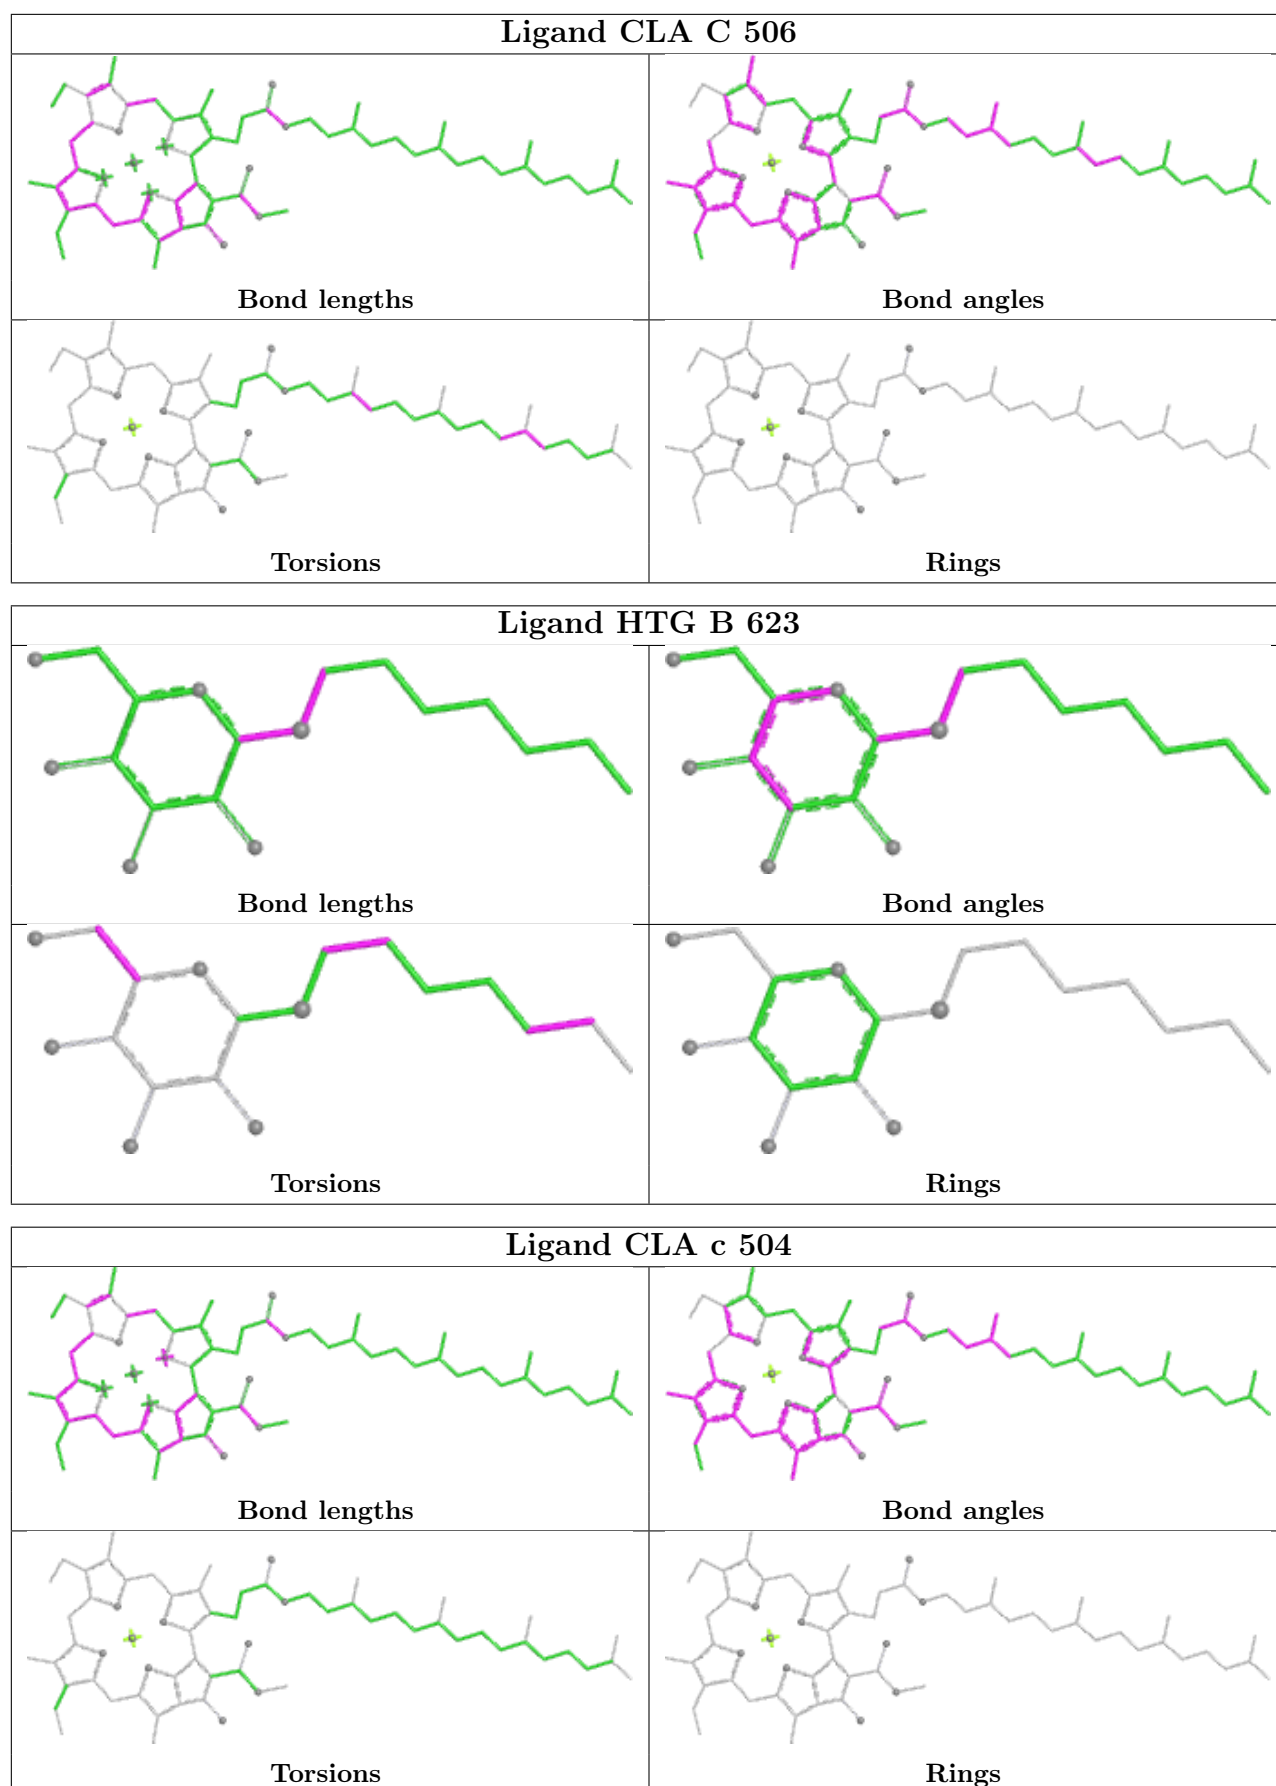 Ligand CLA C 506
Bond lengths
Bond angles
Torsions
Rings
Ligand HTG B 623
Bond lengths
Bond angles
Torsions
Rings
Ligand CLA c 504
Bond lengths
Bond angles
Torsions
Rings